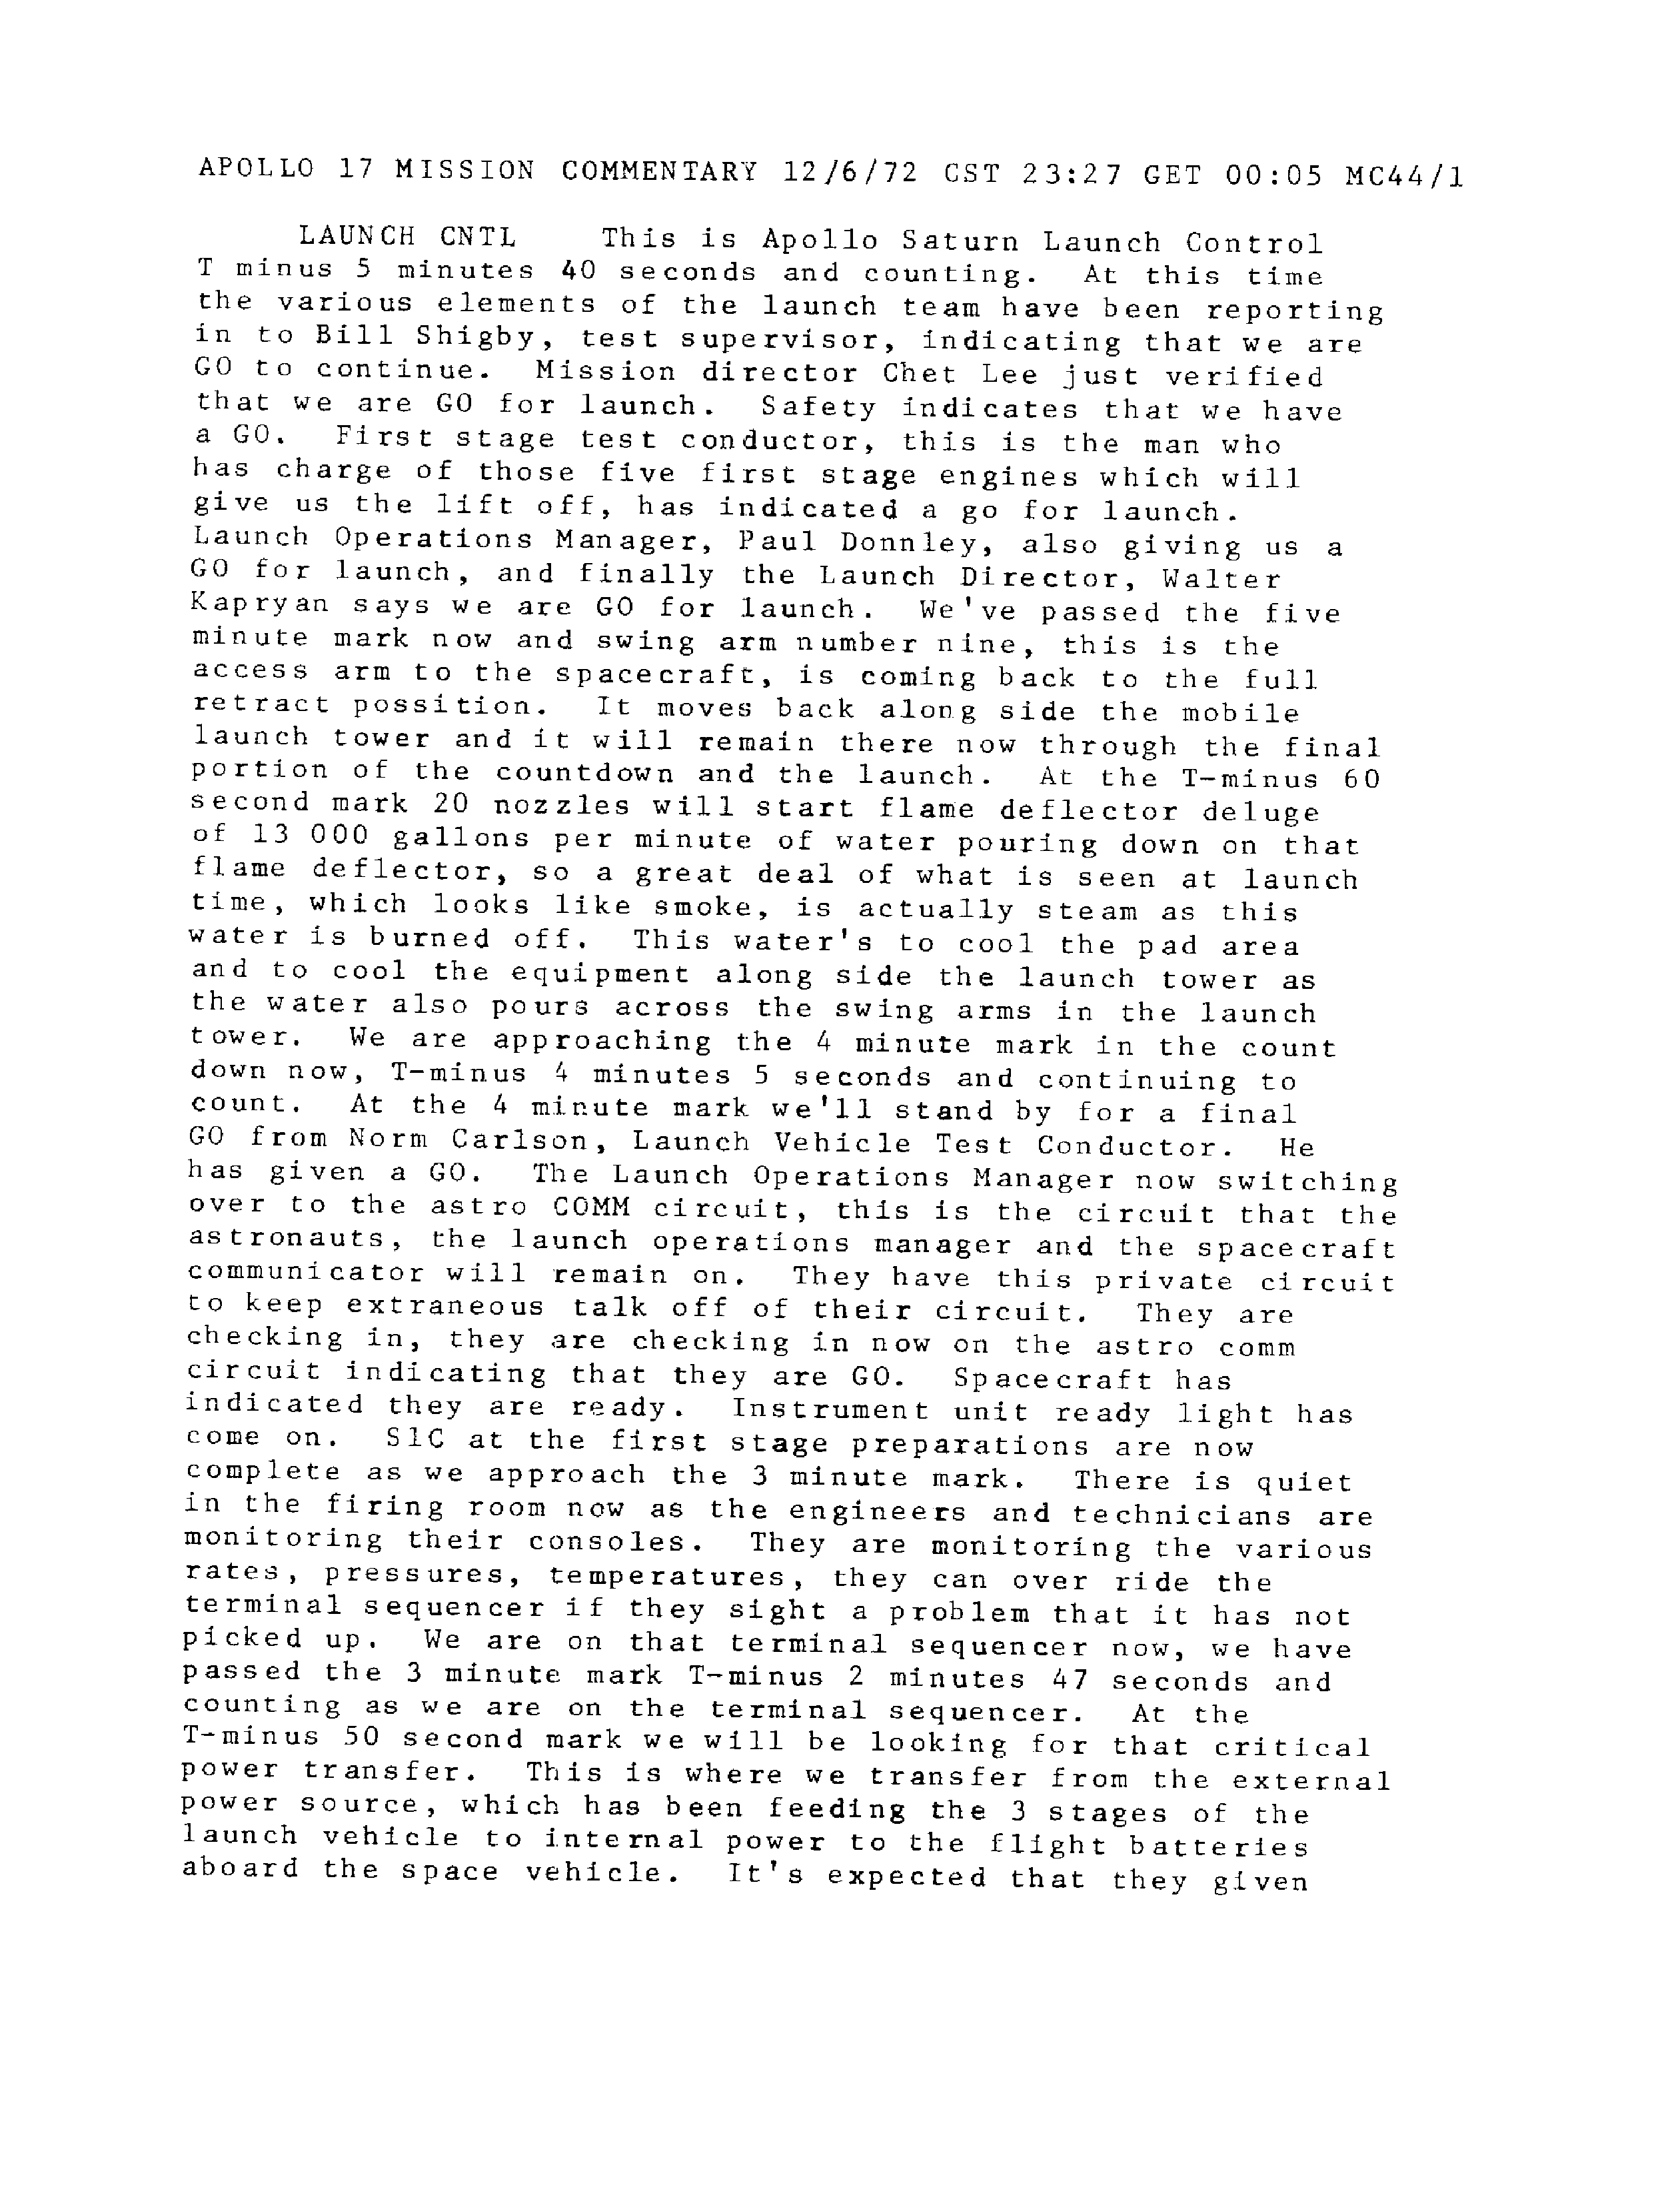 APOLLO 17 MISSION COMMENTARY 12/6/72 CST 23:27 GET 00:05 MC44/1
LAUNCH CNTL This is Apollo Saturn Launch Control
T minus 5 minutes 40 seconds and counting. At this time
the various elements of the launch team have been reporting
in to Bill Shigby, test supervisor, indicating that we are
GO to continue. Mission director Chet Lee just verified
that we are GO for launch. Safety indicates that we have
a GO. First stage test conductor, this is the man who
has charge of those five first stage engines which will
give us the lift off, has indicated a go for launch.
Launch Operations Manager, Paul Donnley, also giving us a
GO for launch, and finally the Launch Director, Walter
Kapryan says we are GO for launch. We've passed the five
minute mark now and swing arm number nine, this is the
access arm to the spacecraft, is coming back to the full
retract possition. It moves back along side the mobile
launch tower and it will remain there now through the final
portion of the countdown and the launch. At the T-minus 60
second mark 20 nozzles will start flame deflector deluge
of 13 000 gallons per minute of water pouring down on that
flame deflector, so a great deal of what is seen at launch
time, which looks like smoke, is actually steam as this
water is burned off. This water's to cool the pad area
and to cool the equipment along side the launch tower as
the water also pours across the swing arms in the launch
tower. We are approaching the 4 minute mark in the count
down now, T-minus 4 minutes 5 seconds and continuing to
count. At the 4 minute mark we'll stand by for a final
GO from Norm Carlson, Launch Vehicle Test Conductor. He
has given a GO. The Launch Operations Manager now switching
over to the astro COMM circuit, this is the circuit that the
astronauts, the launch operations manager and the spacecraft
communicator will remain on. They have this private circuit
to keep extraneous talk off of their circuit. They are
checking in, they are checking in now on the astro comm
circuit indicating that they are GO. Spacecraft has
indicated they are ready. Instrument unit ready light has
come on. S1C at the first stage preparations are now
complete as we approach the 3 minute mark. There is quiet
in the firing room now as the engineers and technicians are
monitoring their consoles. They are monitoring the various
rates, pressures, temperatures, they can over ride the
terminal sequencer if they sight a problem that it has not
picked up. We are on that terminal sequencer now, we have
passed the 3 minute mark T-minus 2 minutes 47 seconds and
counting as we are on the terminal sequencer. At the
T-minus 50 second mark we will be looking for that critical
power transfer. This is where we transfer from the external
power source, which has been feeding the 3 stages of the
launch vehicle to internal power to the flight batteries
aboard the space vehicle. It's expected that they given